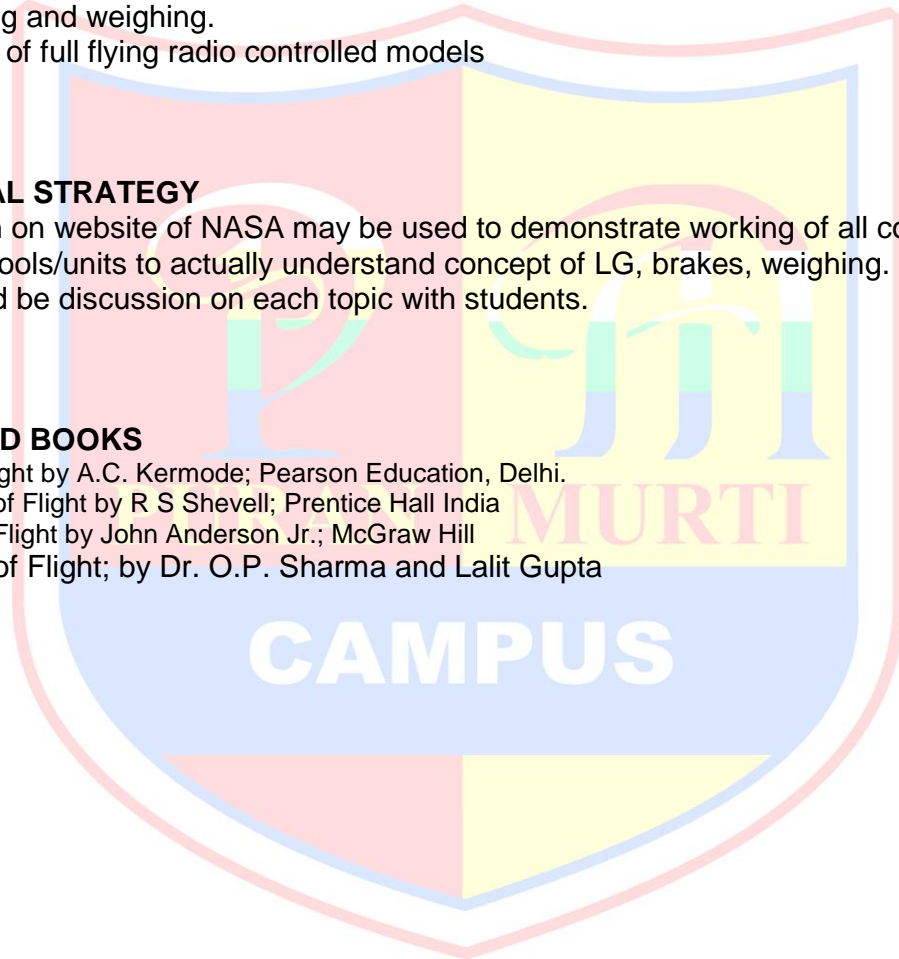 g and weighing.
of full flying radio controlled models
AL STRATEGY
n on website of NASA may be used to demonstrate working of all co
ools/units to actually understand concept of LG, brakes, weighing.
d be discussion on each topic with students.
D BOOKS
ght by A.C. Kermode; Pearson Education, Delhi.
of Flight by R S Shevell; Prentice Hall India
Flight by John Anderson Jr.; McGraw Hill
of Flight; by Dr. O.P. Sharma and Lalit Gupta
PURAN MURTI
CAMPUS